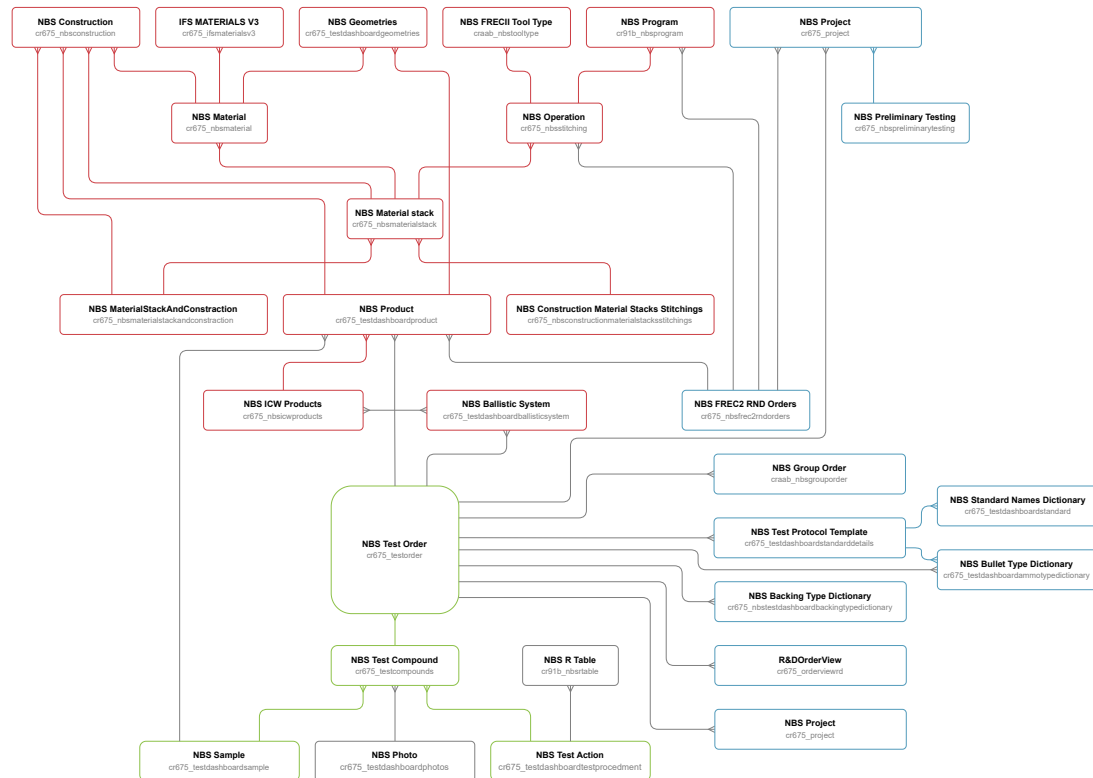 NBS Construction
cr675_nbsconstruction
IFS MATERIALS V3
cr675_ifsmaterialsv3
NBS Geometries
cr675_testdashboardgeometries
NBS FRECII Tool Type
craab_nbstooltype
NBS Program
cr91b_nbsprogram
NBS Project
cr675_project
NBS Material
cr675_nbsmaterial
NBS Operation
cr675_nbsstitching
NBS Preliminary Testing
cr675_nbspreliminarytesting
NBS Material stack
cr675_nbsmaterialstack
NBS MaterialStackAndConstraction
cr675_nbsmaterialstackandconstraction
NBS Product
cr675_testdashboardproduct
NBS Construction Material Stacks Stitchings
cr675_nbsconstructionmaterialstacksstitchings
NBS ICW Products
cr675_nbsicwproducts
NBS Ballistic System
cr675_testdashboardballisticsystem
NBS FREC2 RND Orders
cr675_nbsfrec2rndorders
NBS Group Order
craab_nbsgrouporder
NBS Standard Names Dictionary
cr675_testdashboardstandard
NBS Test Order
cr675_testorder
NBS Test Protocol Template
cr675_testdashboardstandarddetails
NBS Bullet Type Dictionary
cr675_testdashboardammotypedictionary
NBS Backing Type Dictionary
cr675_nbstestdashboardbackingtypedictionary
NBS Test Compound
cr675_testcompounds
NBS R Table
cr91b_nbsrtable
R&DOrderView
cr675_orderviewrd
NBS Project
cr675_project
NBS Sample
cr675_testdashboardsample
NBS Photo
cr675_testdashboardphotos
NBS Test Action
cr675_testdashboardtestprocedment